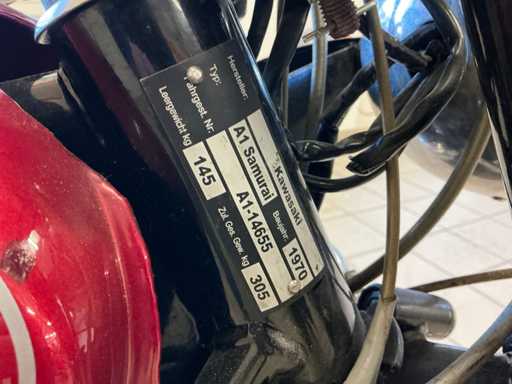 Hersteller: Kawasaki
Typ: A1 Samurai Baujahr: 1970
Fahrgest. Nr. A1-14655
Leergewicht kg 145 Zul. Ges. Gew. kg 305